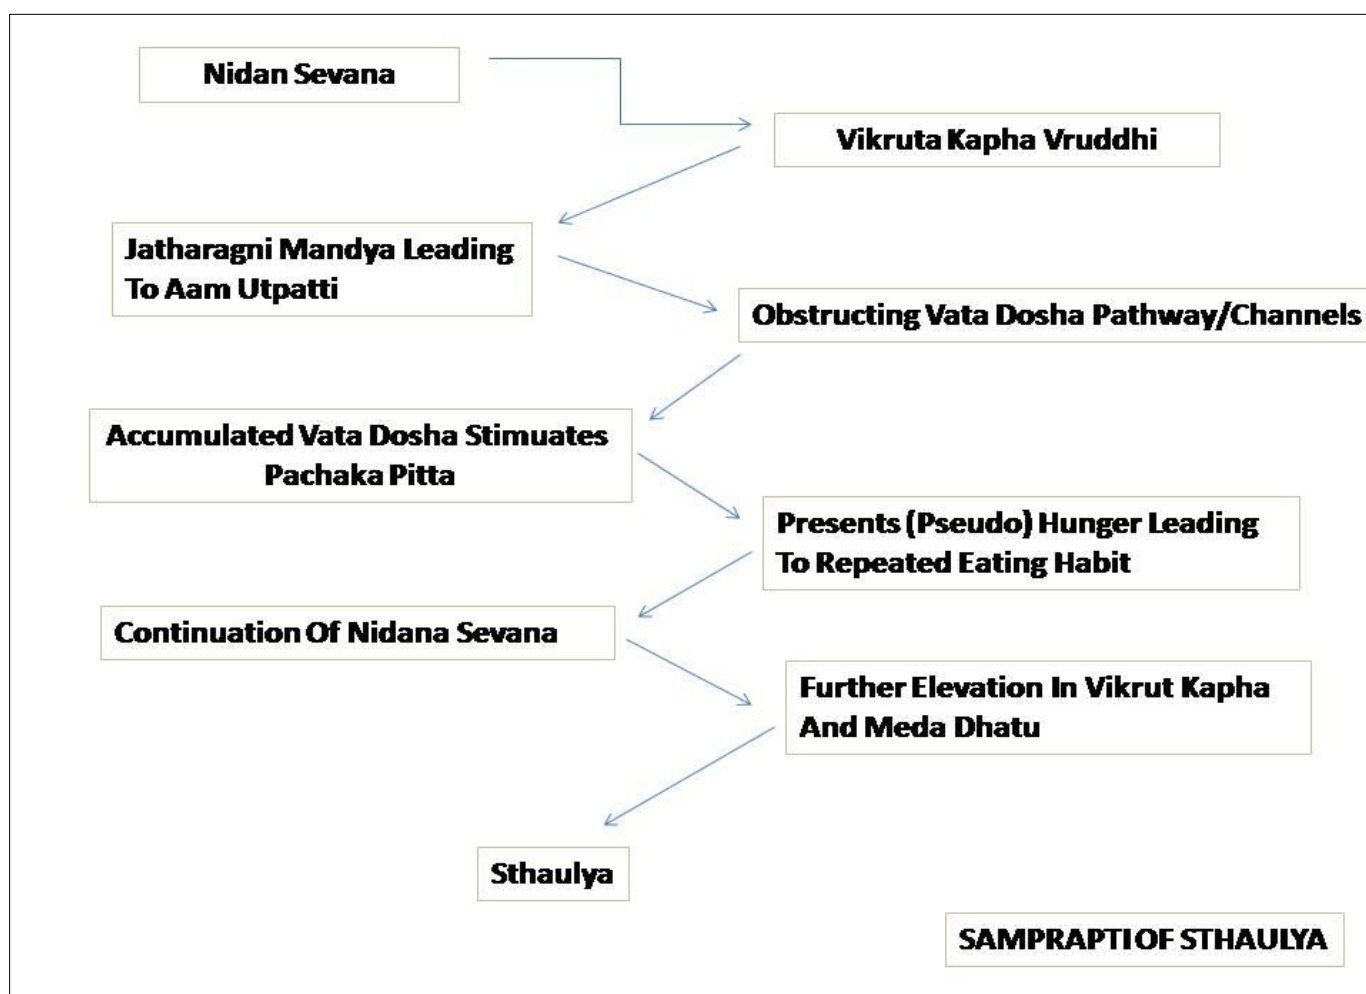 Nidan Sevana
Vikruta Kapha Vruddhi
Jatharagni Mandya Leading
To Aam Utpatti
Obstructing Vata Dosha Pathway/Channels
Accumulated Vata Dosha Stimuates
Pachaka Pitta
Presents (Pseudo) Hunger Leading
To Repeated Eating Habit
Continuation Of Nidana Sevana
Further Elevation In Vikrut Kapha
And Meda Dhatu
Sthaulya
SAMPRAPTI OF STHAULYA